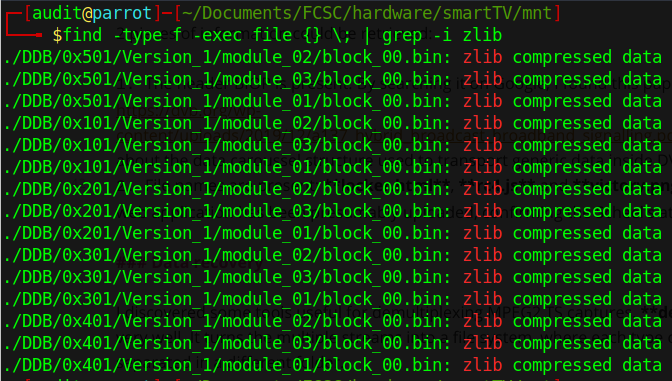 ┌─[audit@parrot]─[~/Documents/FCSC/hardware/smartTV/mnt]
└──╼ $find -type f -exec file {} \; | grep -i zlib
./DDB/0x501/Version_1/module_02/block_00.bin: zlib compressed data
./DDB/0x501/Version_1/module_03/block_00.bin: zlib compressed data
./DDB/0x501/Version_1/module_01/block_00.bin: zlib compressed data
./DDB/0x101/Version_1/module_02/block_00.bin: zlib compressed data
./DDB/0x101/Version_1/module_03/block_00.bin: zlib compressed data
./DDB/0x101/Version_1/module_01/block_00.bin: zlib compressed data
./DDB/0x201/Version_1/module_02/block_00.bin: zlib compressed data
./DDB/0x201/Version_1/module_03/block_00.bin: zlib compressed data
./DDB/0x201/Version_1/module_01/block_00.bin: zlib compressed data
./DDB/0x301/Version_1/module_02/block_00.bin: zlib compressed data
./DDB/0x301/Version_1/module_03/block_00.bin: zlib compressed data
./DDB/0x301/Version_1/module_01/block_00.bin: zlib compressed data
./DDB/0x401/Version_1/module_02/block_00.bin: zlib compressed data
./DDB/0x401/Version_1/module_03/block_00.bin: zlib compressed data
./DDB/0x401/Version_1/module_01/block_00.bin: zlib compressed data